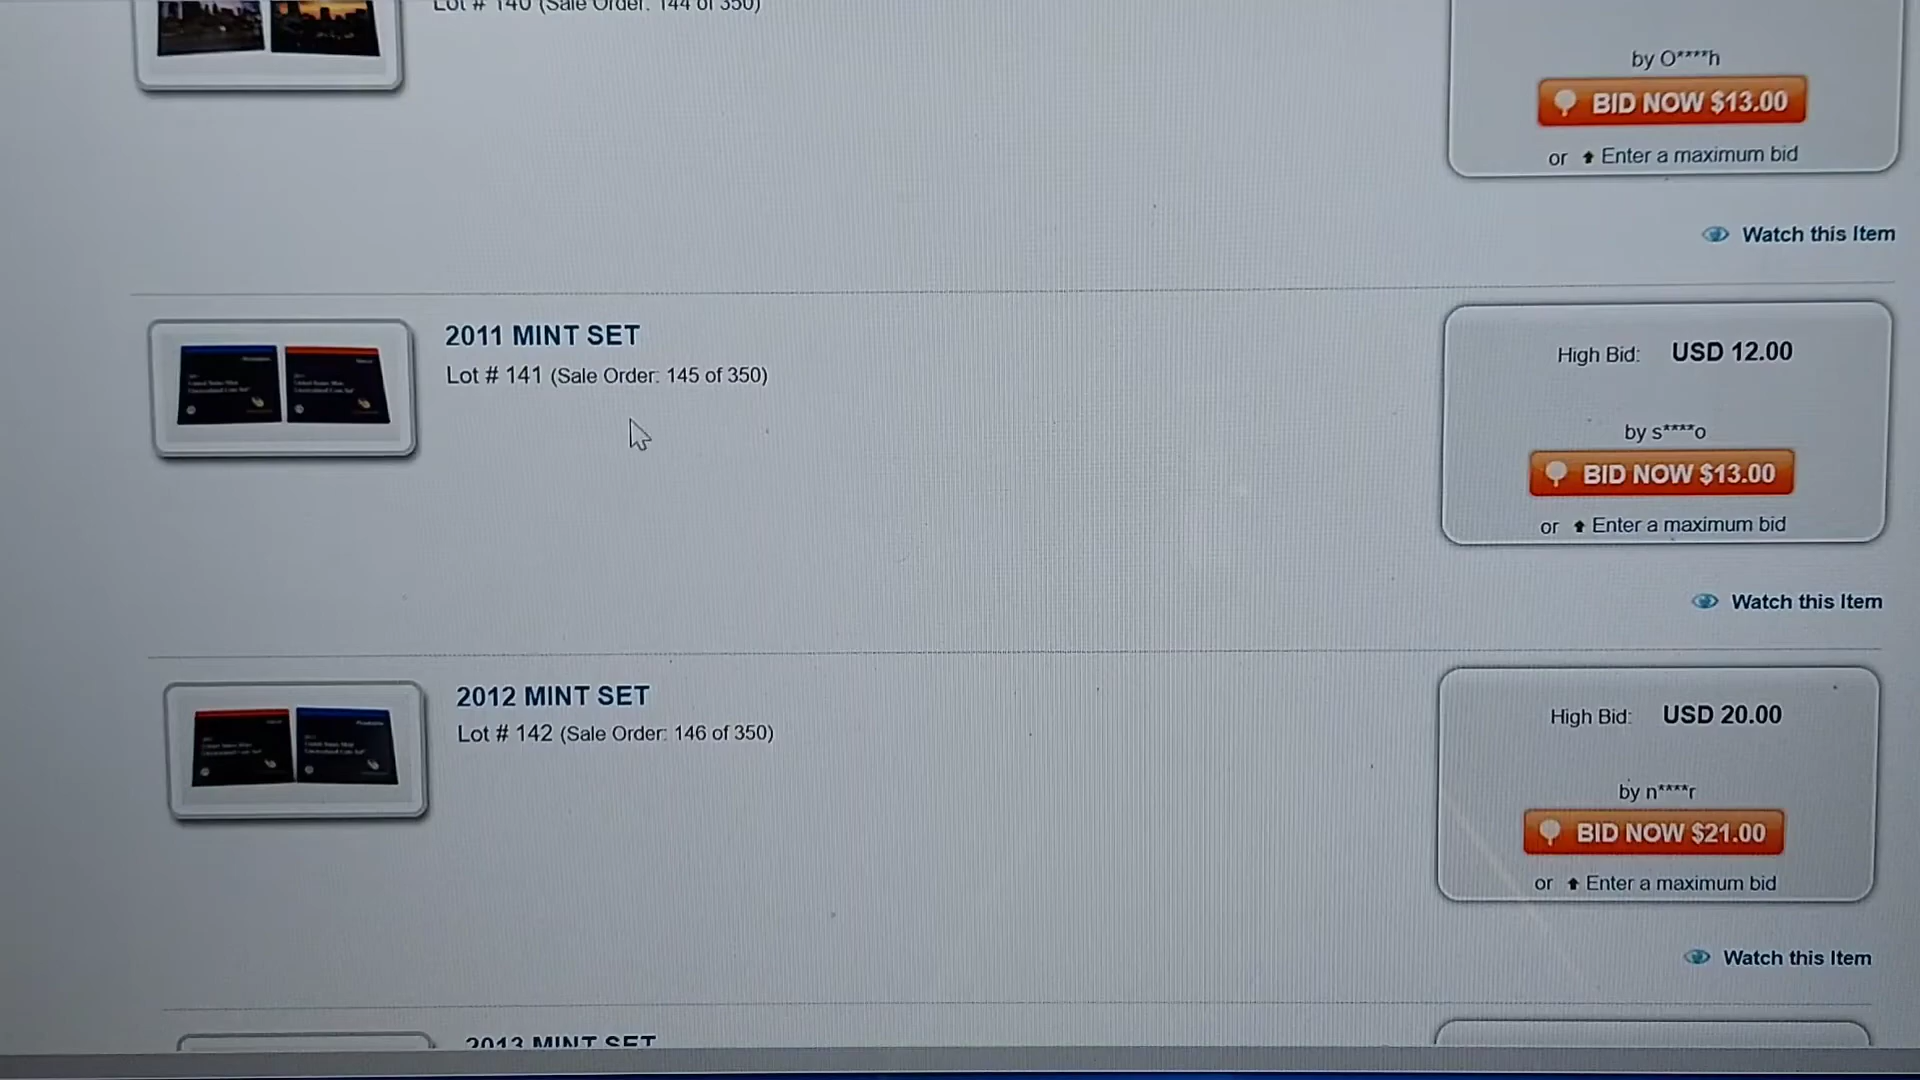 Lot # 140 (Sale Order: 144 of 350)
by O****h
BID NOW $13.00
or Enter a maximum bid
Watch this Item
2011 MINT SET
Lot # 141 (Sale Order: 145 of 350)
High Bid: USD 12.00
by s****o
BID NOW $13.00
or Enter a maximum bid
Watch this Item
2012 MINT SET
Lot # 142 (Sale Order: 146 of 350)
High Bid: USD 20.00
by n****r
BID NOW $21.00
or Enter a maximum bid
Watch this Item
2013 MINT SET